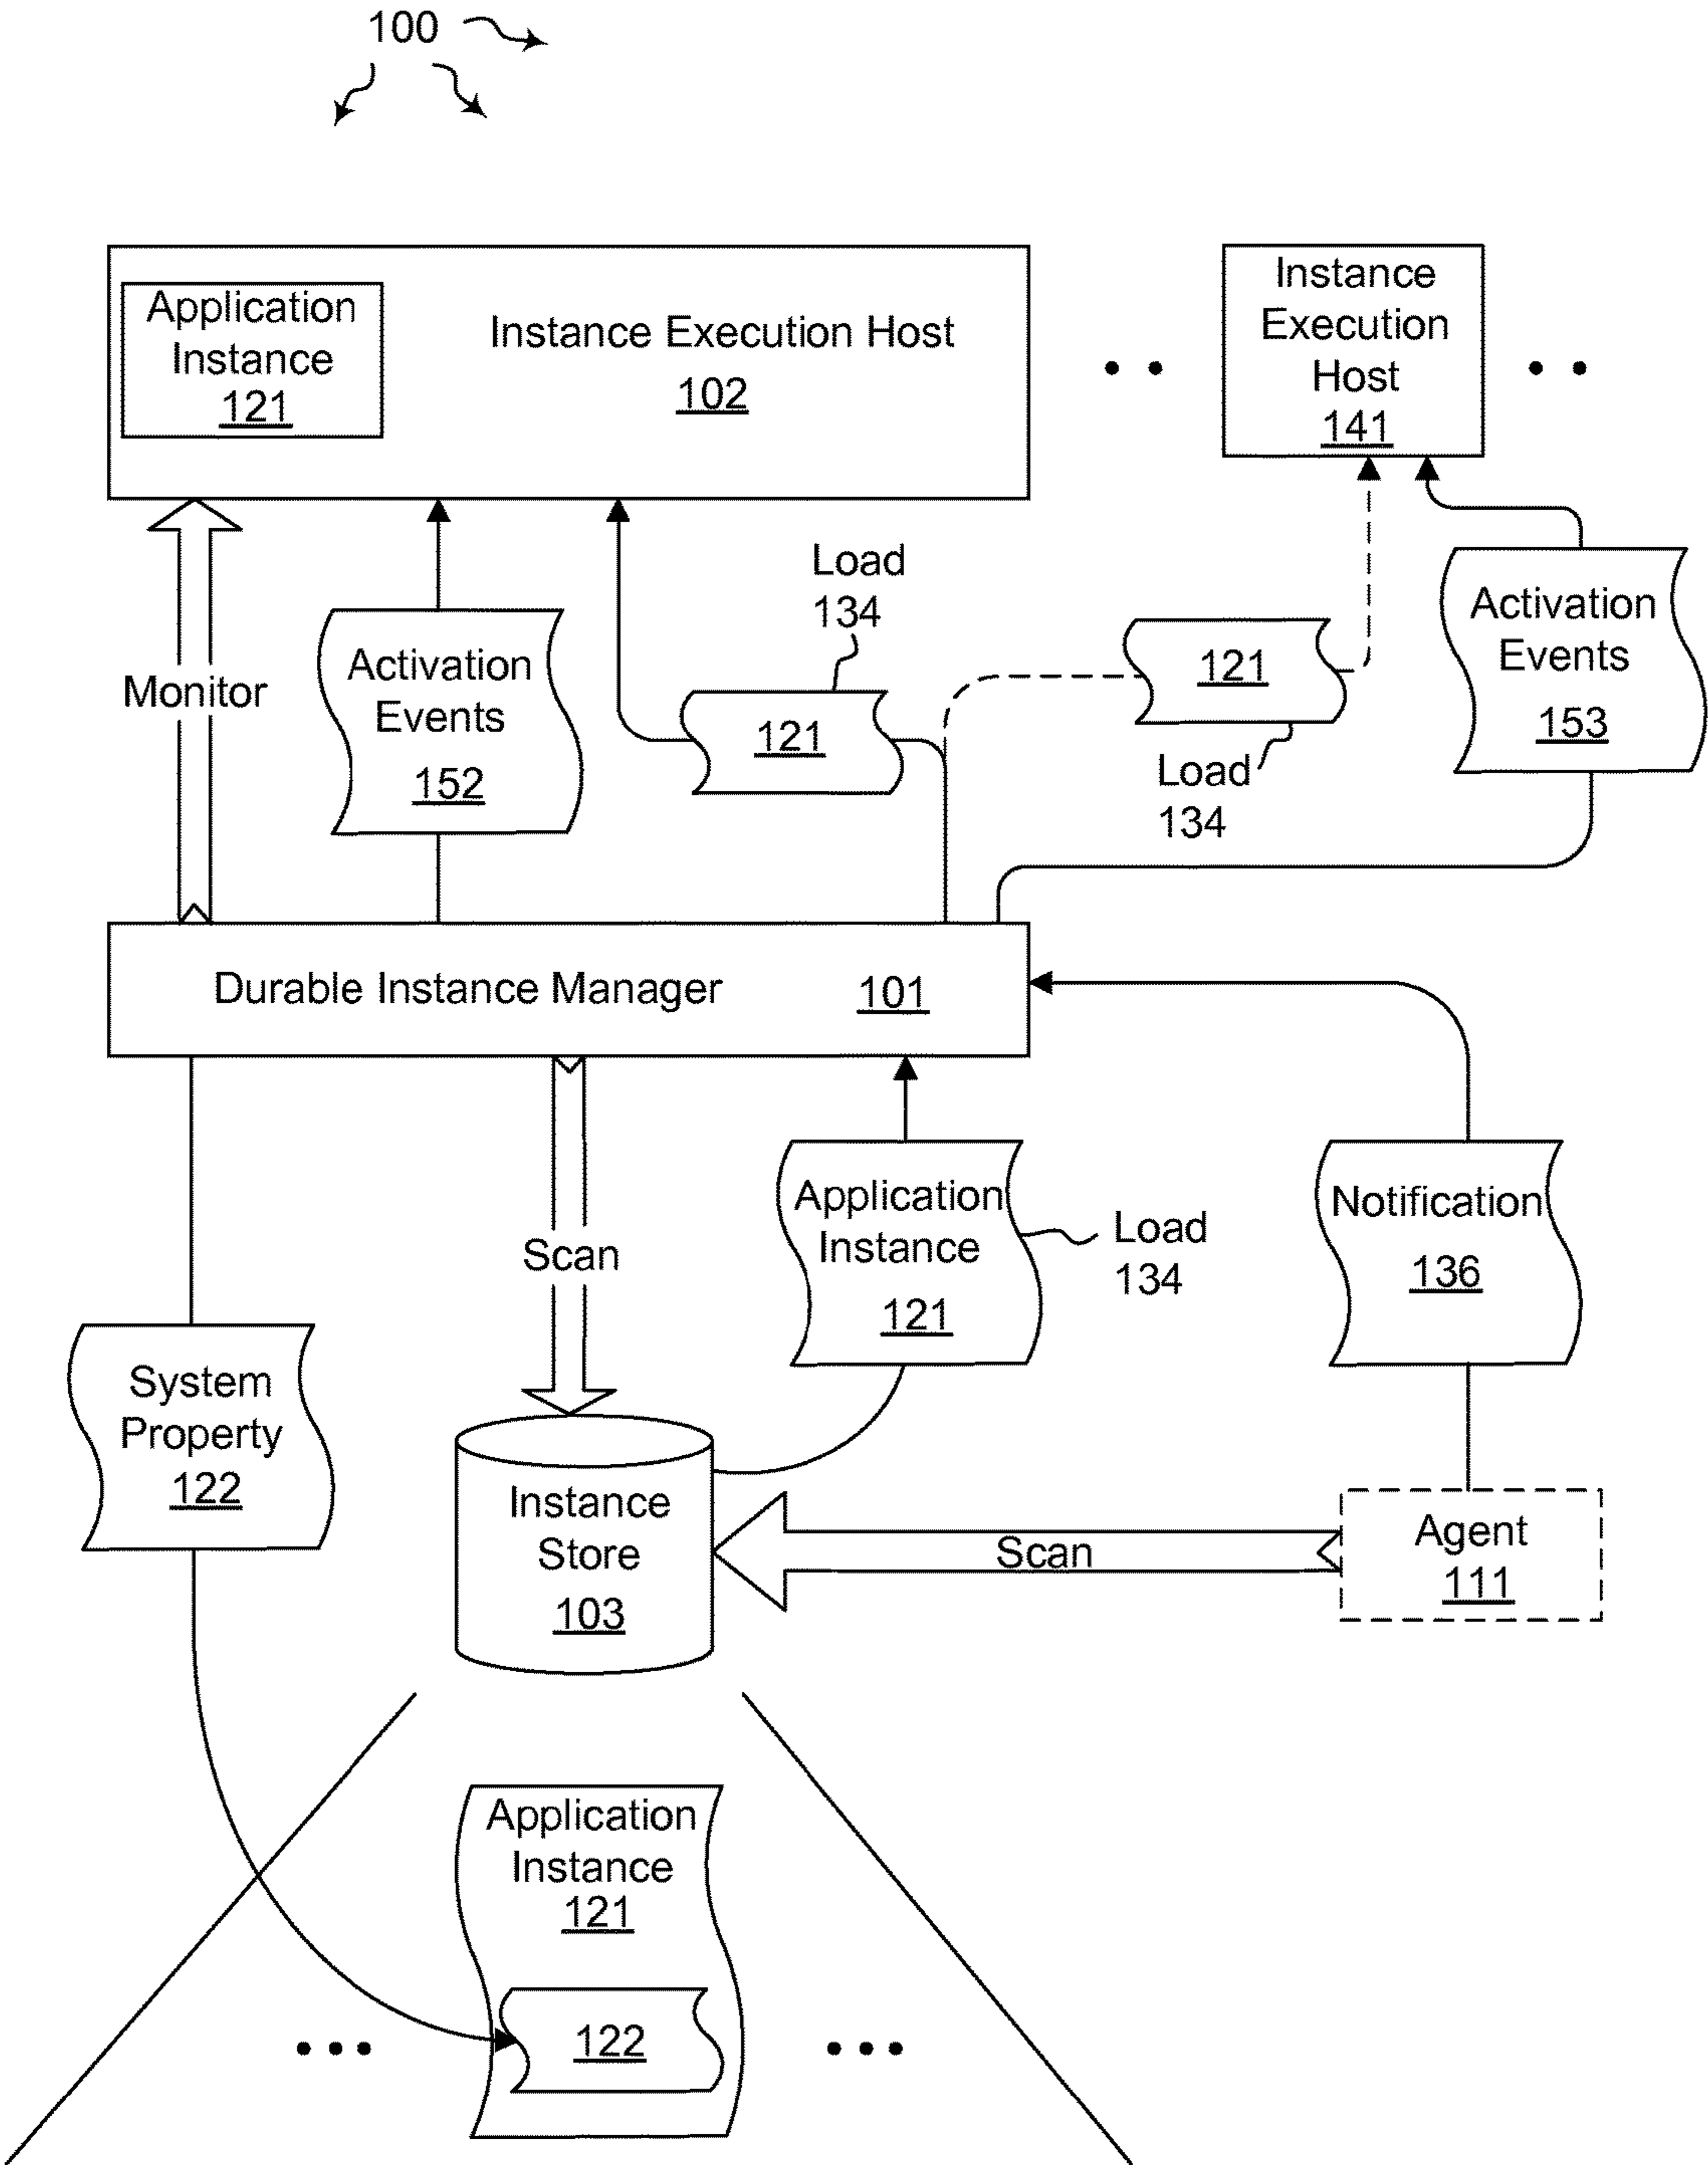 100
Application
Instance
121
Instance Execution Host
102
Instance
Execution
Host
141
Monitor
Activation
Events
152
Load
134
121
121
Load
134
Activation
Events
153
Durable Instance Manager 101
Scan
Application
Instance
121
Load
134
Notification
136
System
Property
122
Instance
Store
103
Scan
Agent
111
Application
Instance
121
122